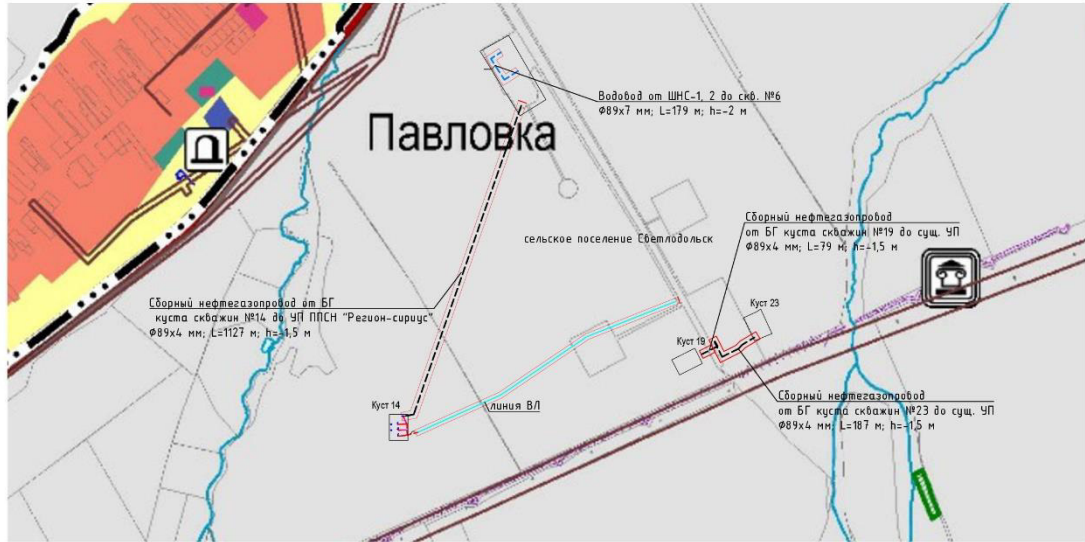 Водовод от ШНС-1, 2 до скв. №6
Ф89х7 мм; L=179 м; h=-2 м
Павловка
Сборный нефтегазопровод
от БГ куста скважин №19 до сущ. УП
Ф89х4 мм; L=79 м; h=-1,5 м
сельское поселение Светлодольск
Сборный нефтегазопровод от БГ
куста скважин №14 до УП ППСН "Регион-сириус"
Ф89х4 мм; L=1127 м; h=-1,5 м
Куст 23
Куст 19
Куст 14
линия ВЛ
Сборный нефтегазопровод
от БГ куста скважин №23 до сущ. УП
Ф89х4 мм; L=187 м; h=-1,5 м